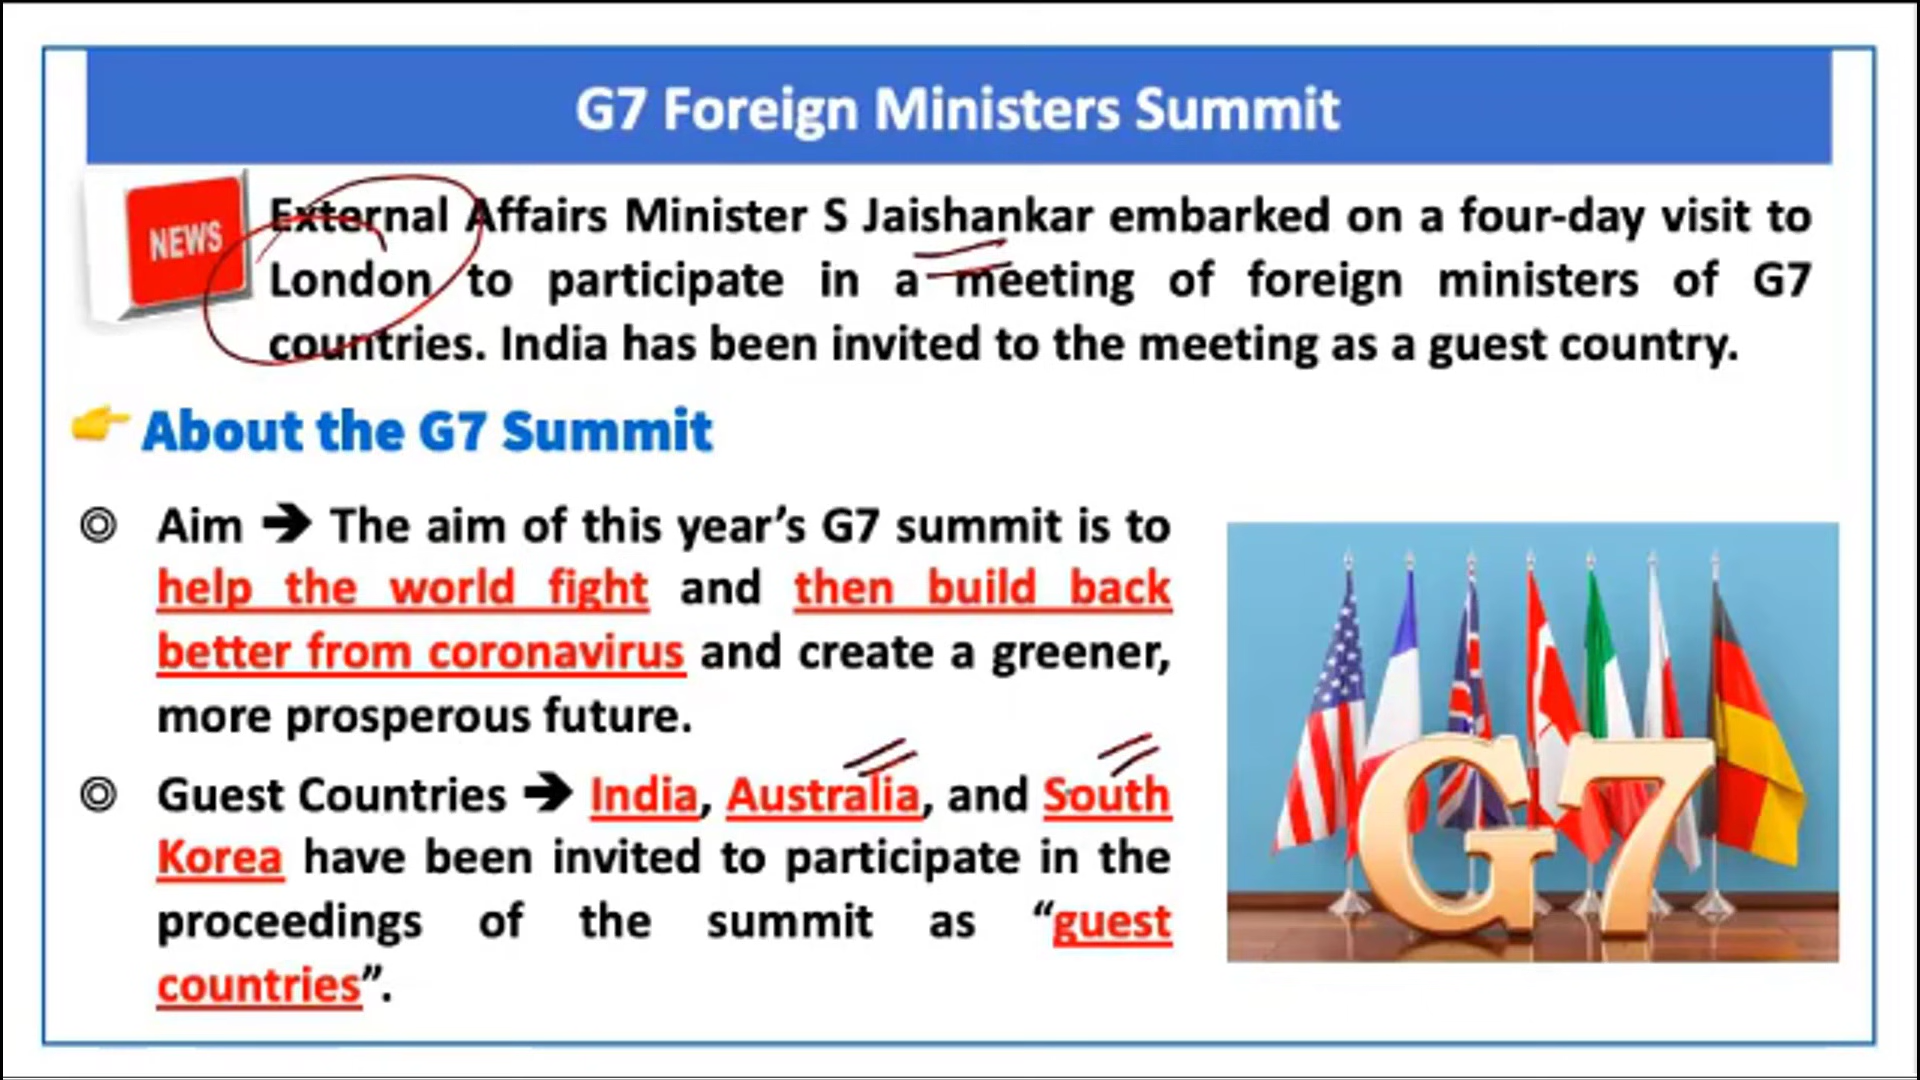 G7 Foreign Ministers Summit
NEWS
External Affairs Minister S Jaishankar embarked on a four-day visit to
London to participate in a meeting of foreign ministers of G7
countries. India has been invited to the meeting as a guest country.
About the G7 Summit
Aim ➔ The aim of this year’s G7 summit is to
help the world fight and then build back
better from coronavirus and create a greener,
more prosperous future.
Guest Countries ➔ India, Australia, and South
Korea have been invited to participate in the
proceedings of the summit as “guest
countries”.
G7